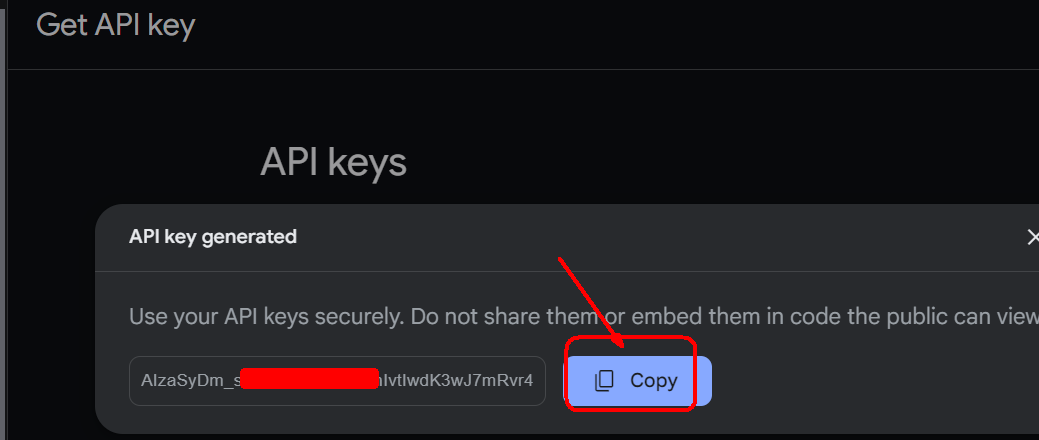 Get API key
API keys
API key generated
Use your API keys securely. Do not share them or embed them in code the public can view
AIzaSyDm_s nIvtIwdK3wJ7mRvr4
Copy